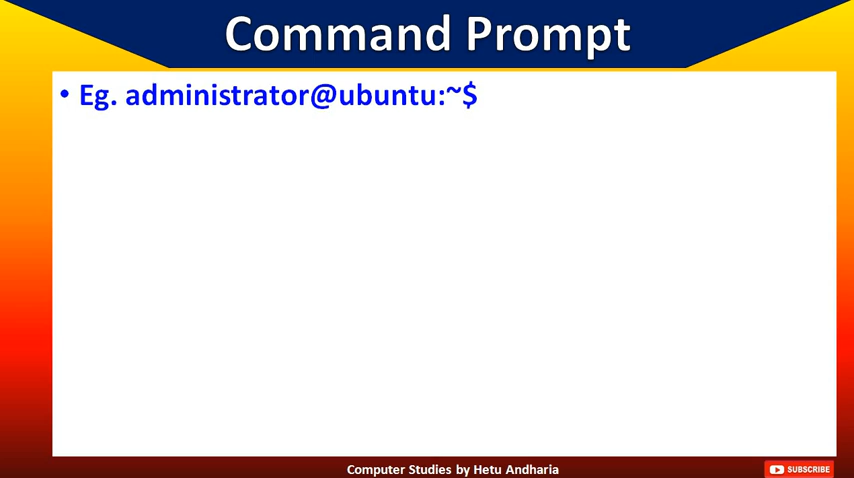 Command Prompt
• Eg. administrator@ubuntu:~$
Computer Studies by Hetu Andharia
SUBSCRIBE